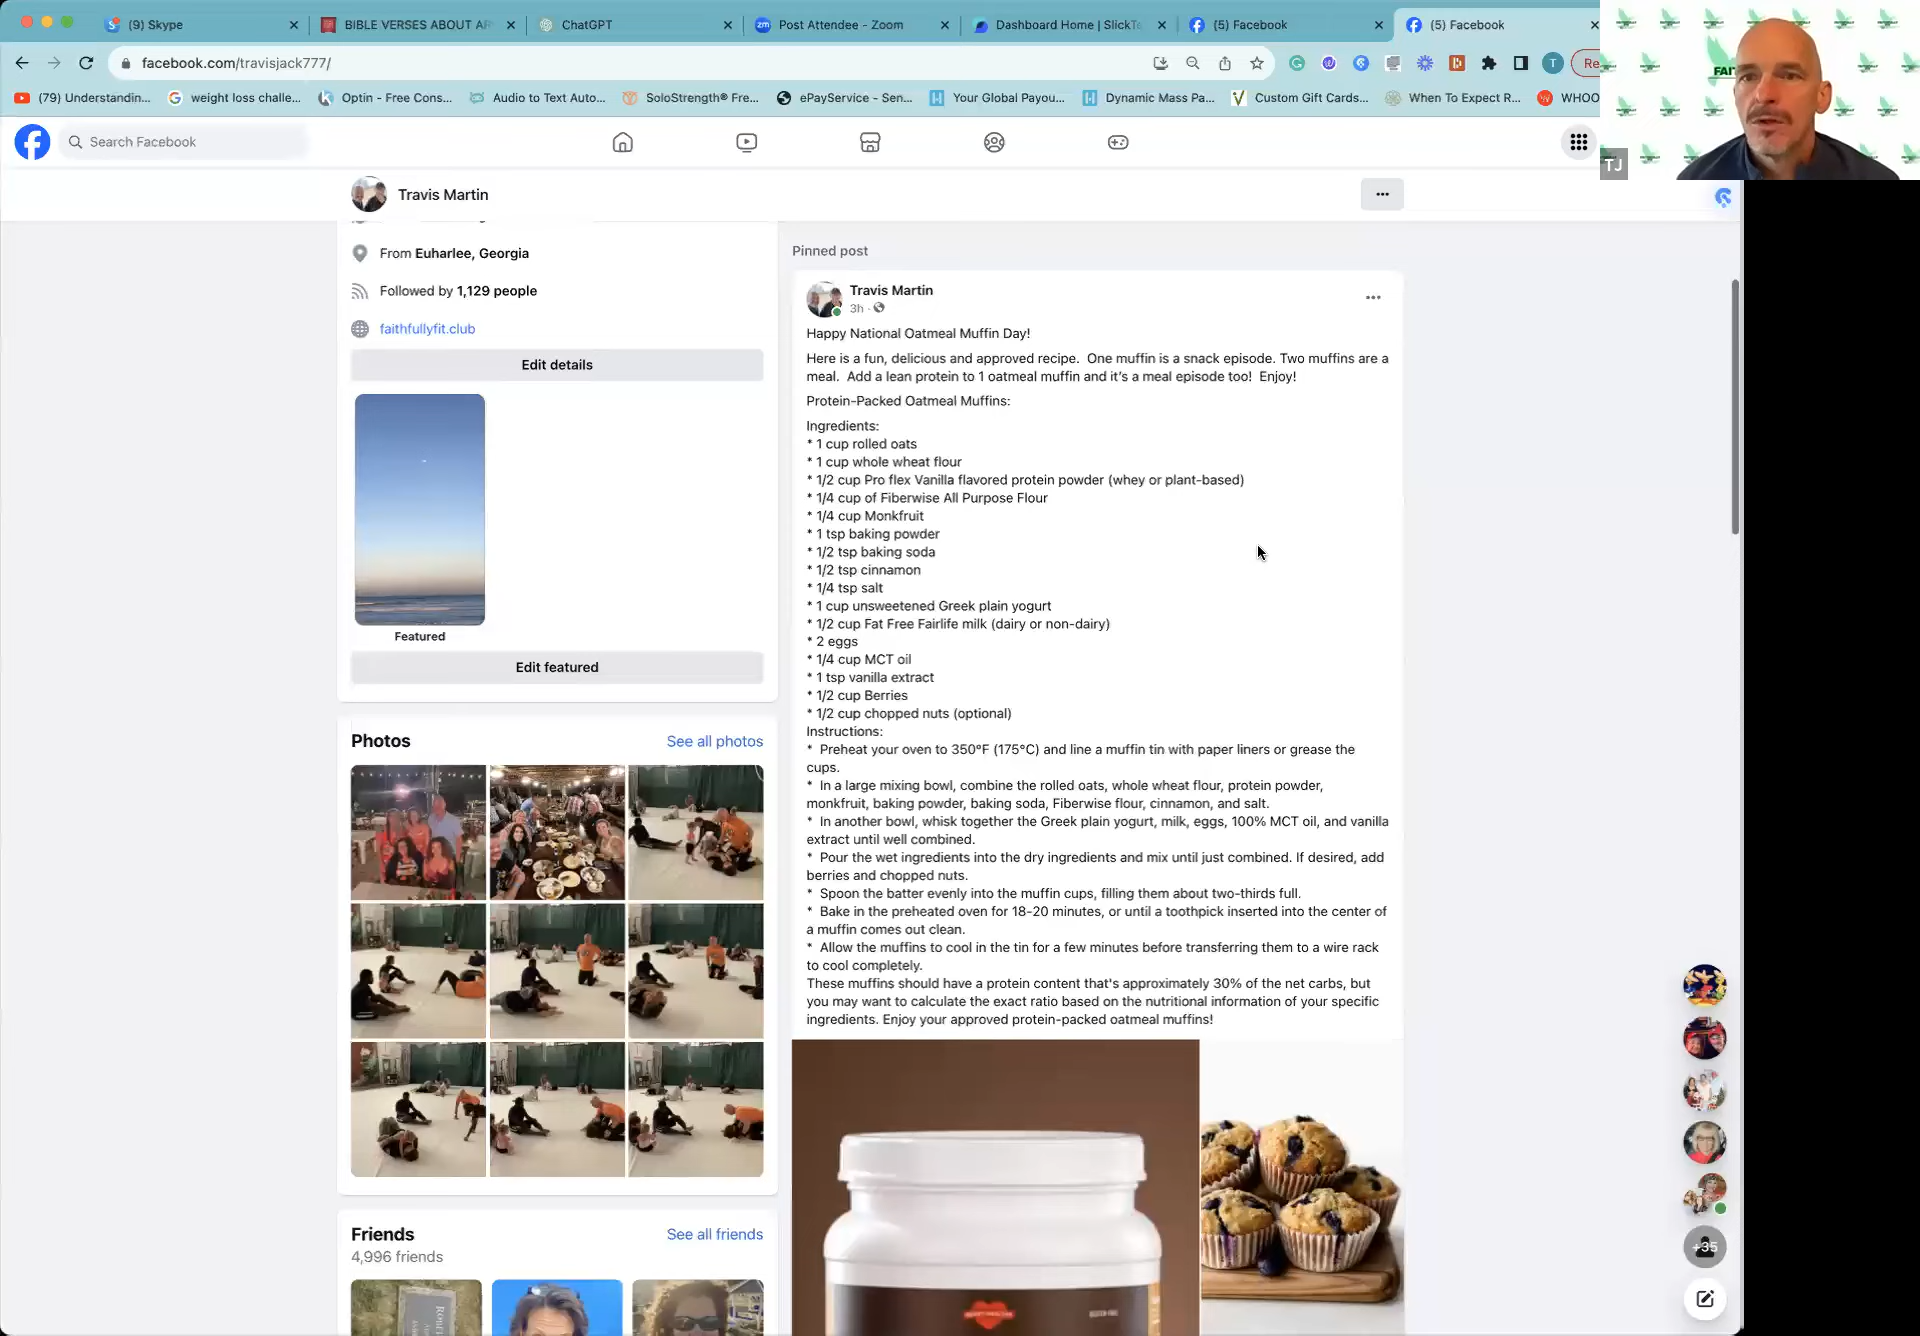 (9) Skype
BIBLE VERSES ABOUT AR
ChatGPT
Post Attendee - Zoom
Dashboard Home | SlickTe
(5) Facebook
(5) Facebook
facebook.com/travisjack777/
T
Re
(79) Understandin...
weight loss challe...
Optin - Free Cons...
Audio to Text Auto...
SoloStrength® Fre...
ePayService - Sen...
Your Global Payou...
Dynamic Mass Pa...
Custom Gift Cards...
When To Expect R...
WHOO
FAIT
TJ
Search Facebook
Travis Martin
From Euharlee, Georgia
Followed by 1,129 people
faithfullyfit.club
Edit details
Featured
Edit featured
Photos
See all photos
Friends
See all friends
4,996 friends
Pinned post
Travis Martin
3h ·
Happy National Oatmeal Muffin Day!
Here is a fun, delicious and approved recipe. One muffin is a snack episode. Two muffins are a
meal. Add a lean protein to 1 oatmeal muffin and it's a meal episode too! Enjoy!
Protein-Packed Oatmeal Muffins:
Ingredients:
* 1 cup rolled oats
* 1 cup whole wheat flour
* 1/2 cup Pro flex Vanilla flavored protein powder (whey or plant-based)
* 1/4 cup of Fiberwise All Purpose Flour
* 1/4 cup Monkfruit
* 1 tsp baking powder
* 1/2 tsp baking soda
* 1/2 tsp cinnamon
* 1/4 tsp salt
* 1 cup unsweetened Greek plain yogurt
* 1/2 cup Fat Free Fairlife milk (dairy or non-dairy)
* 2 eggs
* 1/4 cup MCT oil
* 1 tsp vanilla extract
* 1/2 cup Berries
* 1/2 cup chopped nuts (optional)
Instructions:
* Preheat your oven to 350°F (175°C) and line a muffin tin with paper liners or grease the
cups.
* In a large mixing bowl, combine the rolled oats, whole wheat flour, protein powder,
monkfruit, baking powder, baking soda, Fiberwise flour, cinnamon, and salt.
* In another bowl, whisk together the Greek plain yogurt, milk, eggs, 100% MCT oil, and vanilla
extract until well combined.
* Pour the wet ingredients into the dry ingredients and mix until just combined. If desired, add
berries and chopped nuts.
* Spoon the batter evenly into the muffin cups, filling them about two-thirds full.
* Bake in the preheated oven for 18-20 minutes, or until a toothpick inserted into the center of
a muffin comes out clean.
* Allow the muffins to cool in the tin for a few minutes before transferring them to a wire rack
to cool completely.
These muffins should have a protein content that's approximately 30% of the net carbs, but
you may want to calculate the exact ratio based on the nutritional information of your specific
ingredients. Enjoy your approved protein-packed oatmeal muffins!
+35